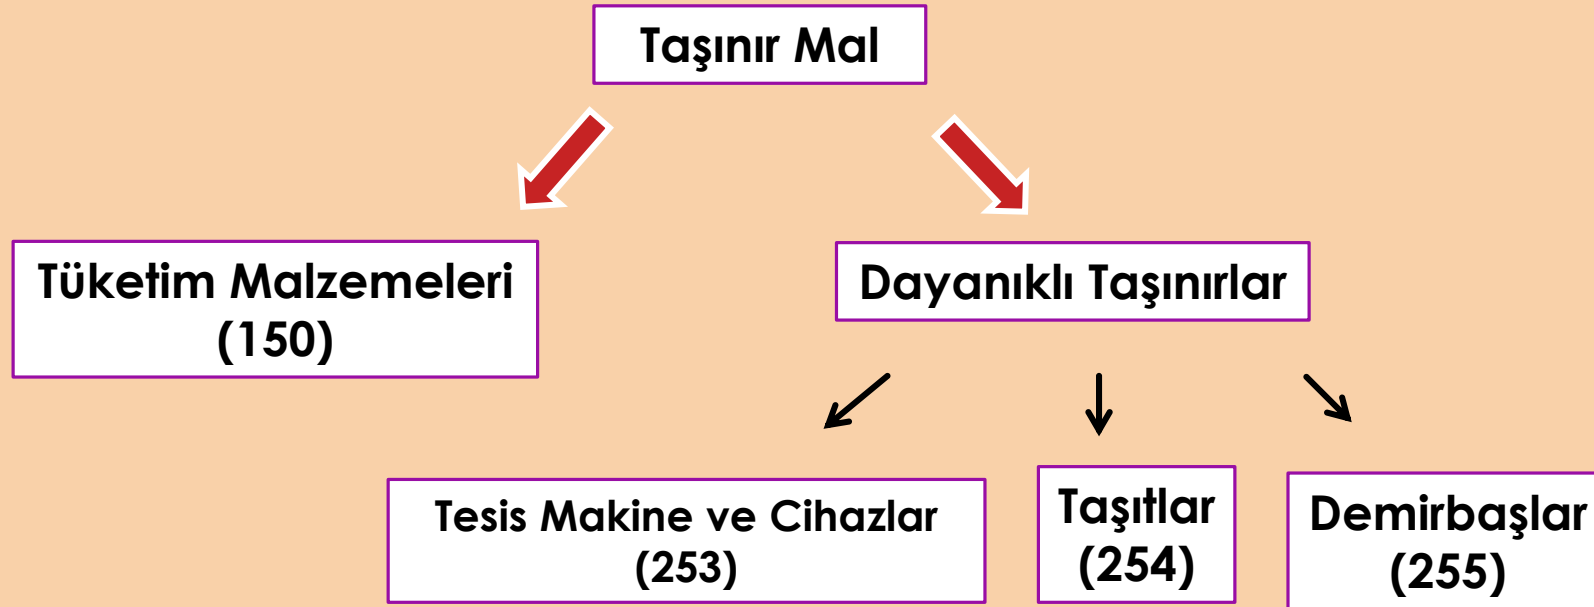 Taşınır Mal
Tüketim Malzemeleri
(150)
Dayanıklı Taşınırlar
Tesis Makine ve Cihazlar
(253)
Taşıtlar
(254)
Demirbaşlar
(255)